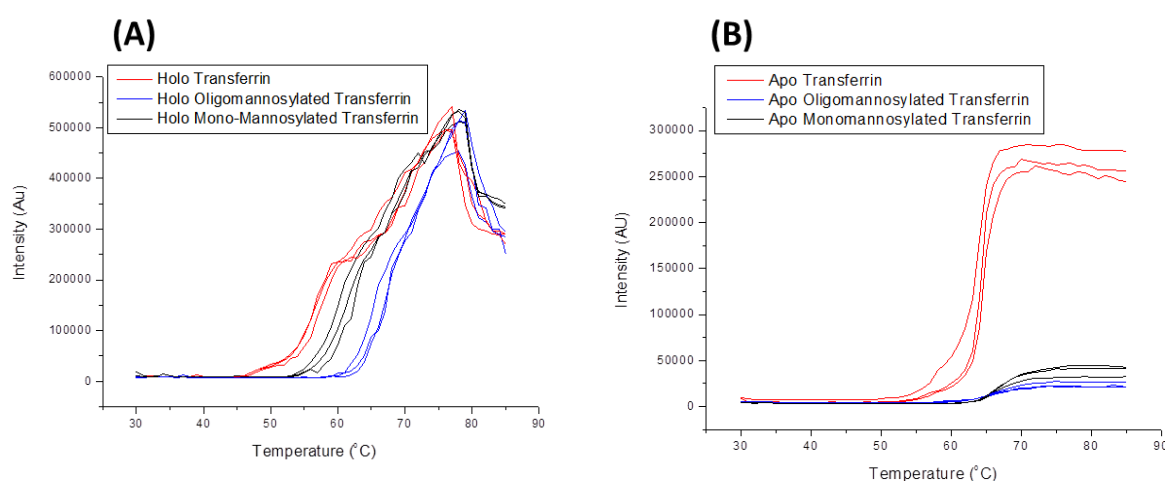 (A)
Holo Transferrin
Holo Oligomannosylated Transferrin
Holo Mono-Mannosylated Transferrin
600000
500000
400000
300000
200000
100000
0
Intensity (Au)
30 40 50 60 70 80 90
Temperature (°C)
(B)
Apo Transferrin
Apo Oligomannosylated Transferrin
Apo Monomannosylated Transferrin
300000
250000
200000
150000
100000
50000
0
Intensity (AU)
30 40 50 60 70 80 90
Temperature (°C)